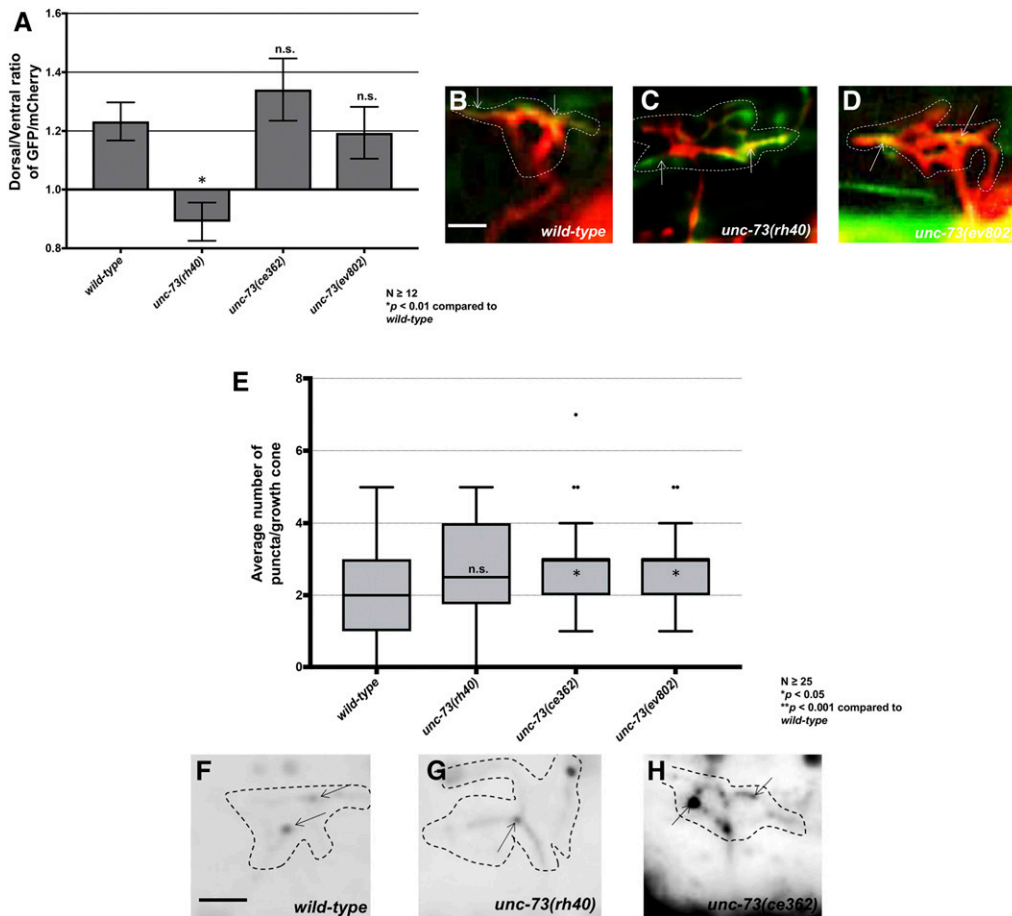 A
Dorsal/Ventral ratio
of GFP/mCherry
1.6
1.4
1.2
1.0
0.8
*
n.s.
n.s.
wild-type
unc-73(rh40)
unc-73(ce362)
unc-73(ev802)
N ≥ 12
*p < 0.01 compared to
wild-type
B
wild-type
C
unc-73(rh40)
D
unc-73(ev802)
E
Average number of
puncta/growth cone
8
6
4
2
0
n.s.
*
*
wild-type
unc-73(rh40)
unc-73(ce362)
unc-73(ev802)
N ≥ 25
*p < 0.05
**p < 0.001 compared to
wild-type
F
wild-type
G
unc-73(rh40)
H
unc-73(ce362)